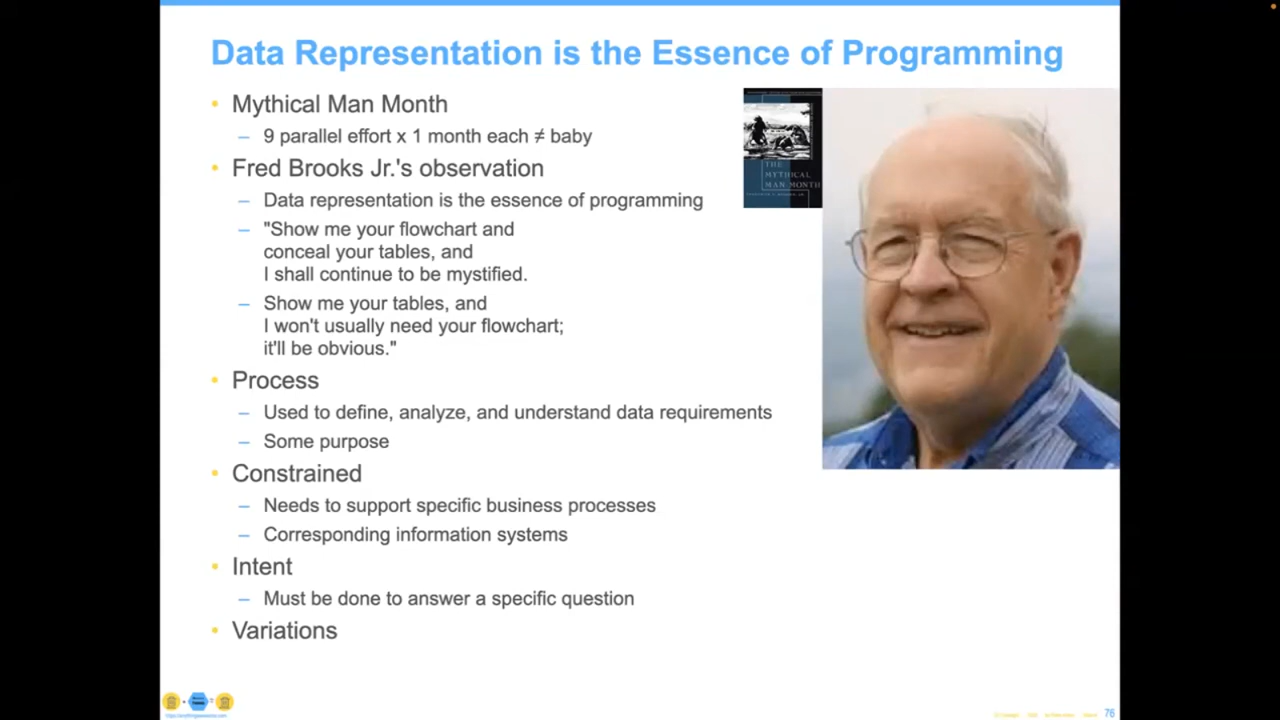 Data Representation is the Essence of Programming
• Mythical Man Month
– 9 parallel effort x 1 month each ≠ baby
• Fred Brooks Jr.'s observation
– Data representation is the essence of programming
– "Show me your flowchart and
conceal your tables, and
I shall continue to be mystified.
– Show me your tables, and
I won't usually need your flowchart;
it'll be obvious."
• Process
– Used to define, analyze, and understand data requirements
– Some purpose
• Constrained
– Needs to support specific business processes
– Corresponding information systems
• Intent
– Must be done to answer a specific question
• Variations
THE
MYTHICAL
MAN MONTH
76